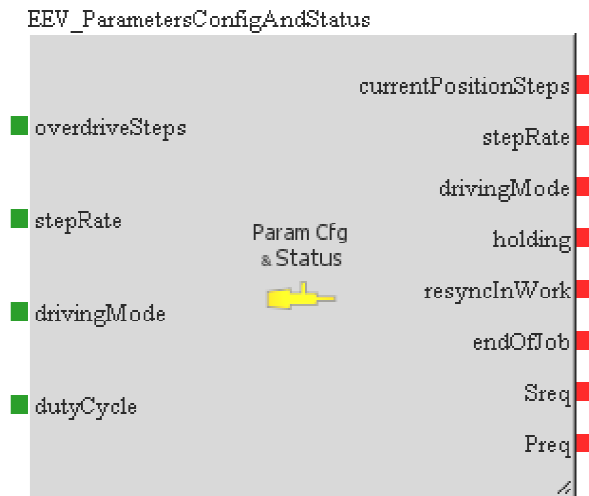 EEV_ParametersConfigAndStatus
overdriveSteps
stepRate
drivingMode
dutyCycle
Param Cfg
& Status
currentPositionSteps
stepRate
drivingMode
holding
resyncInWork
endOfJob
Sreq
Preq